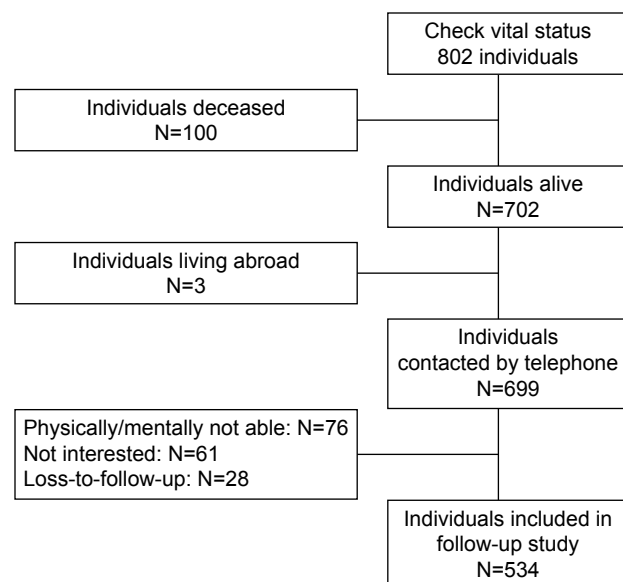 Check vital status
802 individuals
Individuals deceased
N=100
Individuals alive
N=702
Individuals living abroad
N=3
Individuals
contacted by telephone
N=699
Physically/mentally not able: N=76
Not interested: N=61
Loss-to-follow-up: N=28
Individuals included in
follow-up study
N=534